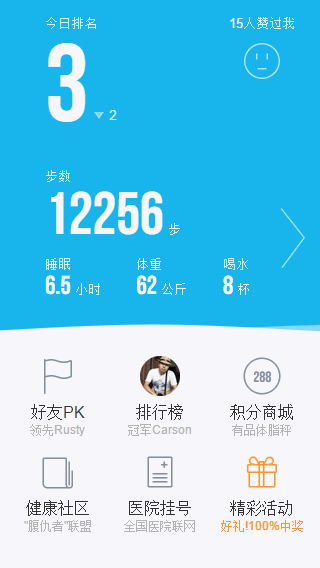 今日排名 15人赞过我
3 2
步数
12256 步
睡眠 体重 喝水
6.5 小时 62 公斤 8 杯
好友PK 排行榜 288 积分商城
领先Rusty 冠军Carson 有品体脂秤
健康社区 医院挂号 精彩活动
"腹仇者"联盟 全国医院联网 好礼!100%中奖